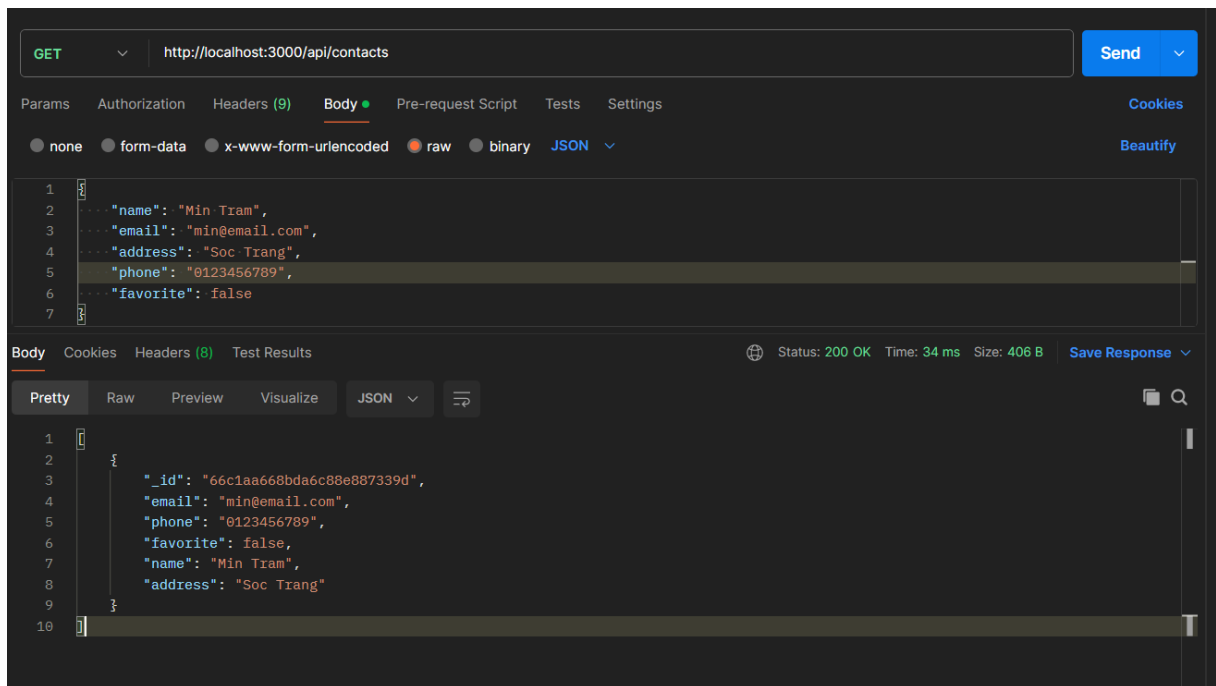 GET http://localhost:3000/api/contacts Send
Params Authorization Headers (9) Body Pre-request Script Tests Settings Cookies
none form-data x-www-form-urlencoded raw binary JSON Beautify
1 {
2 "name": "Min Tram",
3 "email": "min@email.com",
4 "address": "Soc Trang",
5 "phone": "0123456789",
6 "favorite": false
7 }
Body Cookies Headers (8) Test Results Status: 200 OK Time: 34 ms Size: 406 B Save Response
Pretty Raw Preview Visualize JSON
1 [
2 {
3 "_id": "66c1aa668bda6c88e887339d",
4 "email": "min@email.com",
5 "phone": "0123456789",
6 "favorite": false,
7 "name": "Min Tram",
8 "address": "Soc Trang"
9 }
10 ]